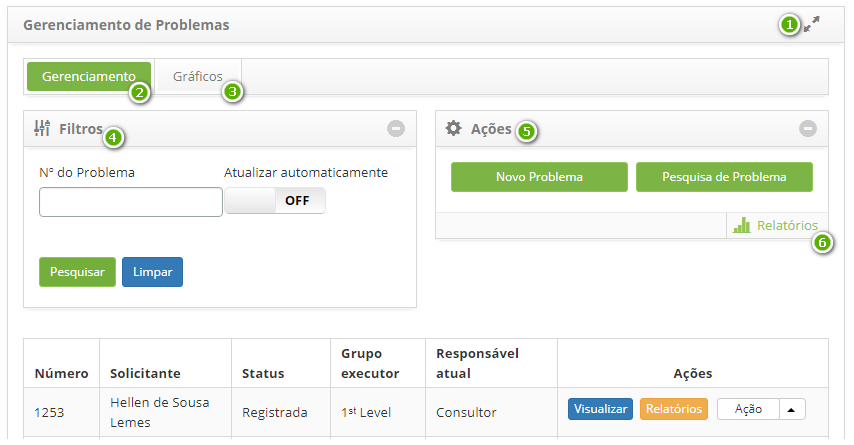 Gerenciamento de Problemas
1
Gerenciamento
2
Gráficos
3
Filtros
4
Ações
5
Nº do Problema
Atualizar automaticamente
OFF
Novo Problema
Pesquisa de Problema
Relatórios
6
Pesquisar
Limpar
Número
Solicitante
Status
Grupo
executor
Responsável
atual
Ações
1253
Hellen de Sousa
Lemes
Registrada
1st Level
Consultor
Visualizar
Relatórios
Ação